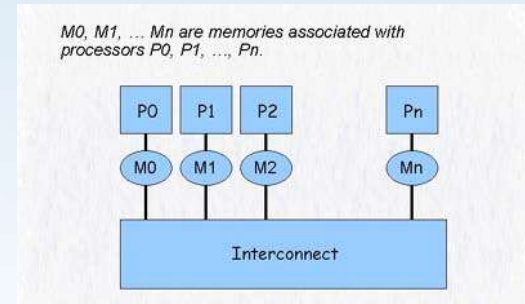 M0, M1, … Mn are memories associated with
processors P0, P1, …, Pn.
P0 P1 P2 Pn
M0 M1 M2 Mn
Interconnect